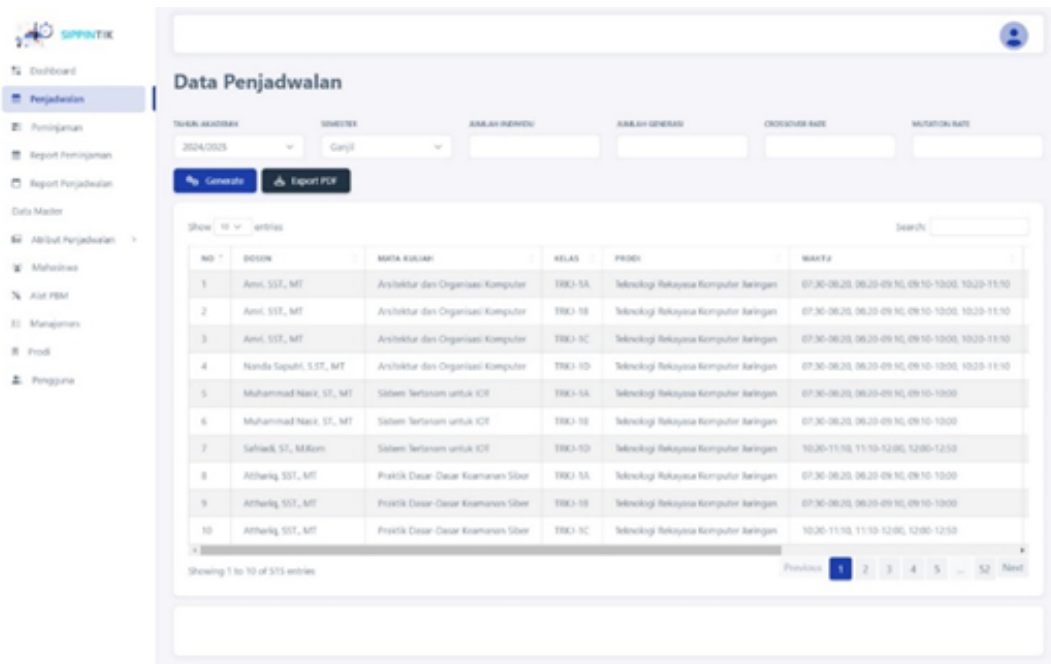 SIPPINTIK
Dashboard
Penjadwalan
Peminjaman
Report Peminjaman
Report Penjadwalan
Data Master
Atribut Penjadwalan
Mahasiswa
Alat PBM
Manajemen
Prodi
Pengguna
Data Penjadwalan
TAHUN AKADEMIK SEMESTER JUMLAH INDIVIDU JUMLAH GENERASI CROSSOVER RATE MUTATION RATE
2024/2025 Ganjil
Generate Export PDF
Show 10 entries Search:
NO DOSEN MATA KULIAH KELAS PRODI WAKTU
1 Amri, SST., MT Arsitektur dan Organisasi Komputer TRKJ-1A Teknologi Rekayasa Komputer Jaringan 07:30-08:20, 08:20-09:10, 09:10-10:00, 10:20-11:10
2 Amri, SST., MT Arsitektur dan Organisasi Komputer TRKJ-1B Teknologi Rekayasa Komputer Jaringan 07:30-08:20, 08:20-09:10, 09:10-10:00, 10:20-11:10
3 Amri, SST., MT Arsitektur dan Organisasi Komputer TRKJ-1C Teknologi Rekayasa Komputer Jaringan 07:30-08:20, 08:20-09:10, 09:10-10:00, 10:20-11:10
4 Nanda Saputri, S.ST., MT Arsitektur dan Organisasi Komputer TRKJ-1D Teknologi Rekayasa Komputer Jaringan 07:30-08:20, 08:20-09:10, 09:10-10:00, 10:20-11:10
5 Muhammad Nasir, ST., MT Sistem Tertanam untuk IOT Teknologi Rekayasa Komputer Jaringan 07:30-08:20, 08:20-09:10, 09:10-10:00
6 Muhammad Nasir, ST., MT Sistem Tertanam untuk IOT Teknologi Rekayasa Komputer Jaringan 07:30-08:20, 08:20-09:10, 09:10-10:00
7 Safriadi, ST., M.Kom Sistem Tertanam untuk IOT Teknologi Rekayasa Komputer Jaringan 10:20-11:10, 11:10-12:00, 12:00-12:50
8 Atthariq, SST., MT Praktik Dasar-Dasar Keamanan Siber Teknologi Rekayasa Komputer Jaringan 07:30-08:20, 08:20-09:10, 09:10-10:00
9 Atthariq, SST., MT Praktik Dasar-Dasar Keamanan Siber Teknologi Rekayasa Komputer Jaringan 07:30-08:20, 08:20-09:10, 09:10-10:00
10 Atthariq, SST., MT Praktik Dasar-Dasar Keamanan Siber Teknologi Rekayasa Komputer Jaringan 10:20-11:10, 11:10-12:00, 12:00-12:50
Showing 1 to 10 of 515 entries Previous 1 2 3 4 5 ... 52 Next